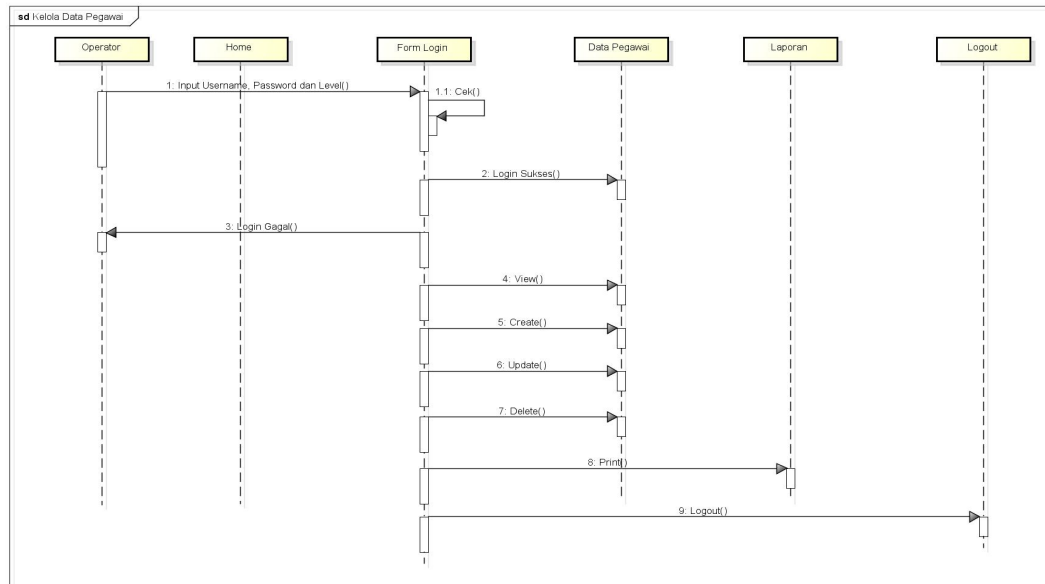 sd Kelola Data Pegawai
Operator
Home
Form Login
Data Pegawai
Laporan
Logout
1: Input Username, Password dan Level()
1.1: Cek()
2: Login Sukses()
3: Login Gagal()
4: View()
5: Create()
6: Update()
7: Delete()
8: Print()
9: Logout()